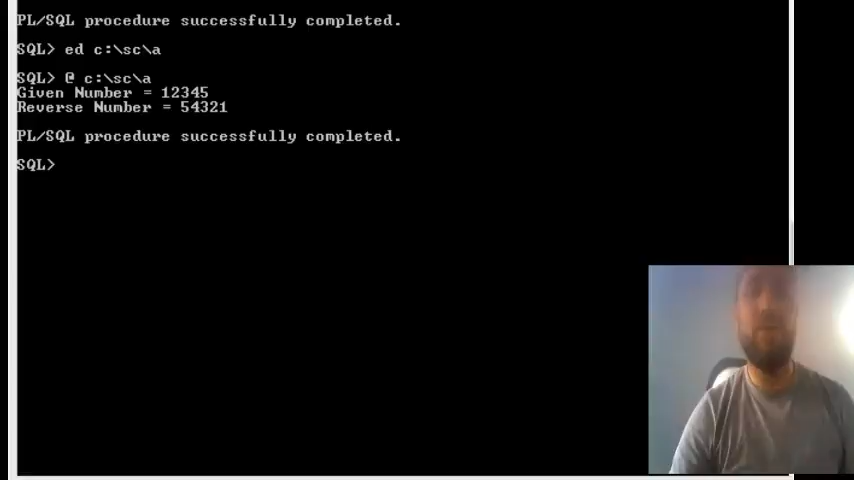 PL/SQL procedure successfully completed.
SQL> ed c:\sc\a
SQL> @ c:\sc\a
Given Number = 12345
Reverse Number = 54321
PL/SQL procedure successfully completed.
SQL>